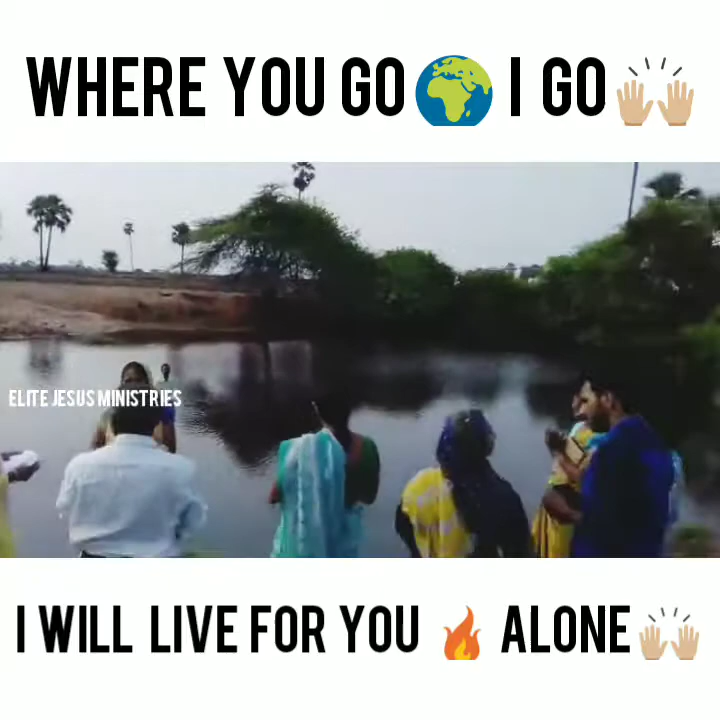 WHERE YOU GO 🌍 I GO 🙌🏼
ELITE JESUS MINISTRIES
I WILL LIVE FOR YOU 🔥 ALONE 🙌🏼